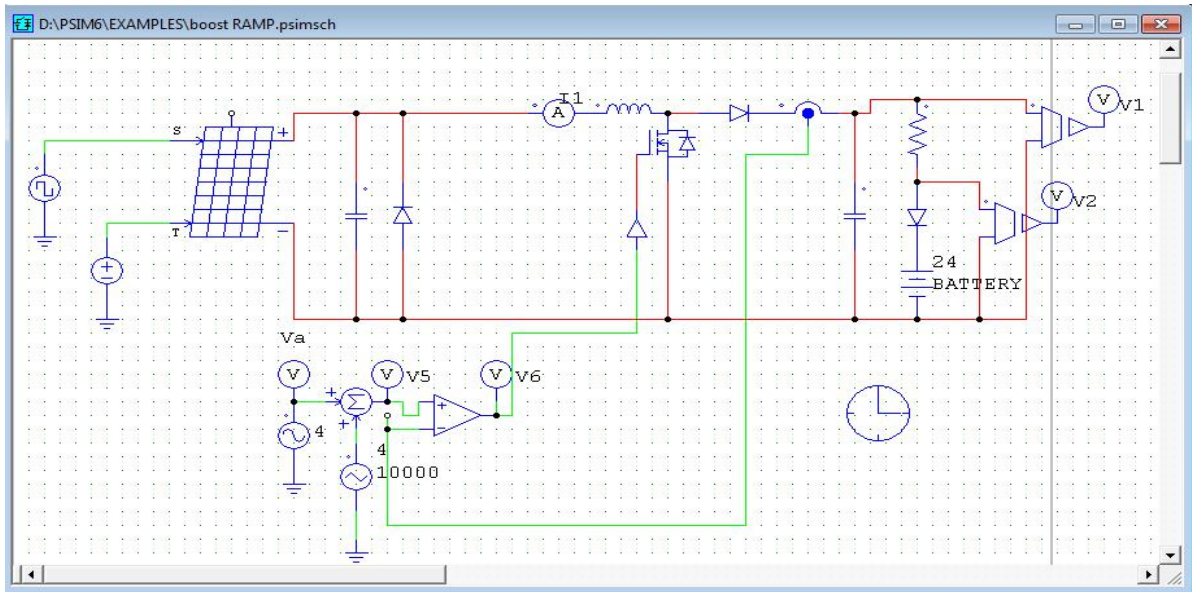 D:\PSIM6\EXAMPLES\boost RAMP.psimsch
I1
A
V
V1
S
+
T
−
V
V2
24
BATTERY
Va
V
V
V5
V
V6
4
4
10000